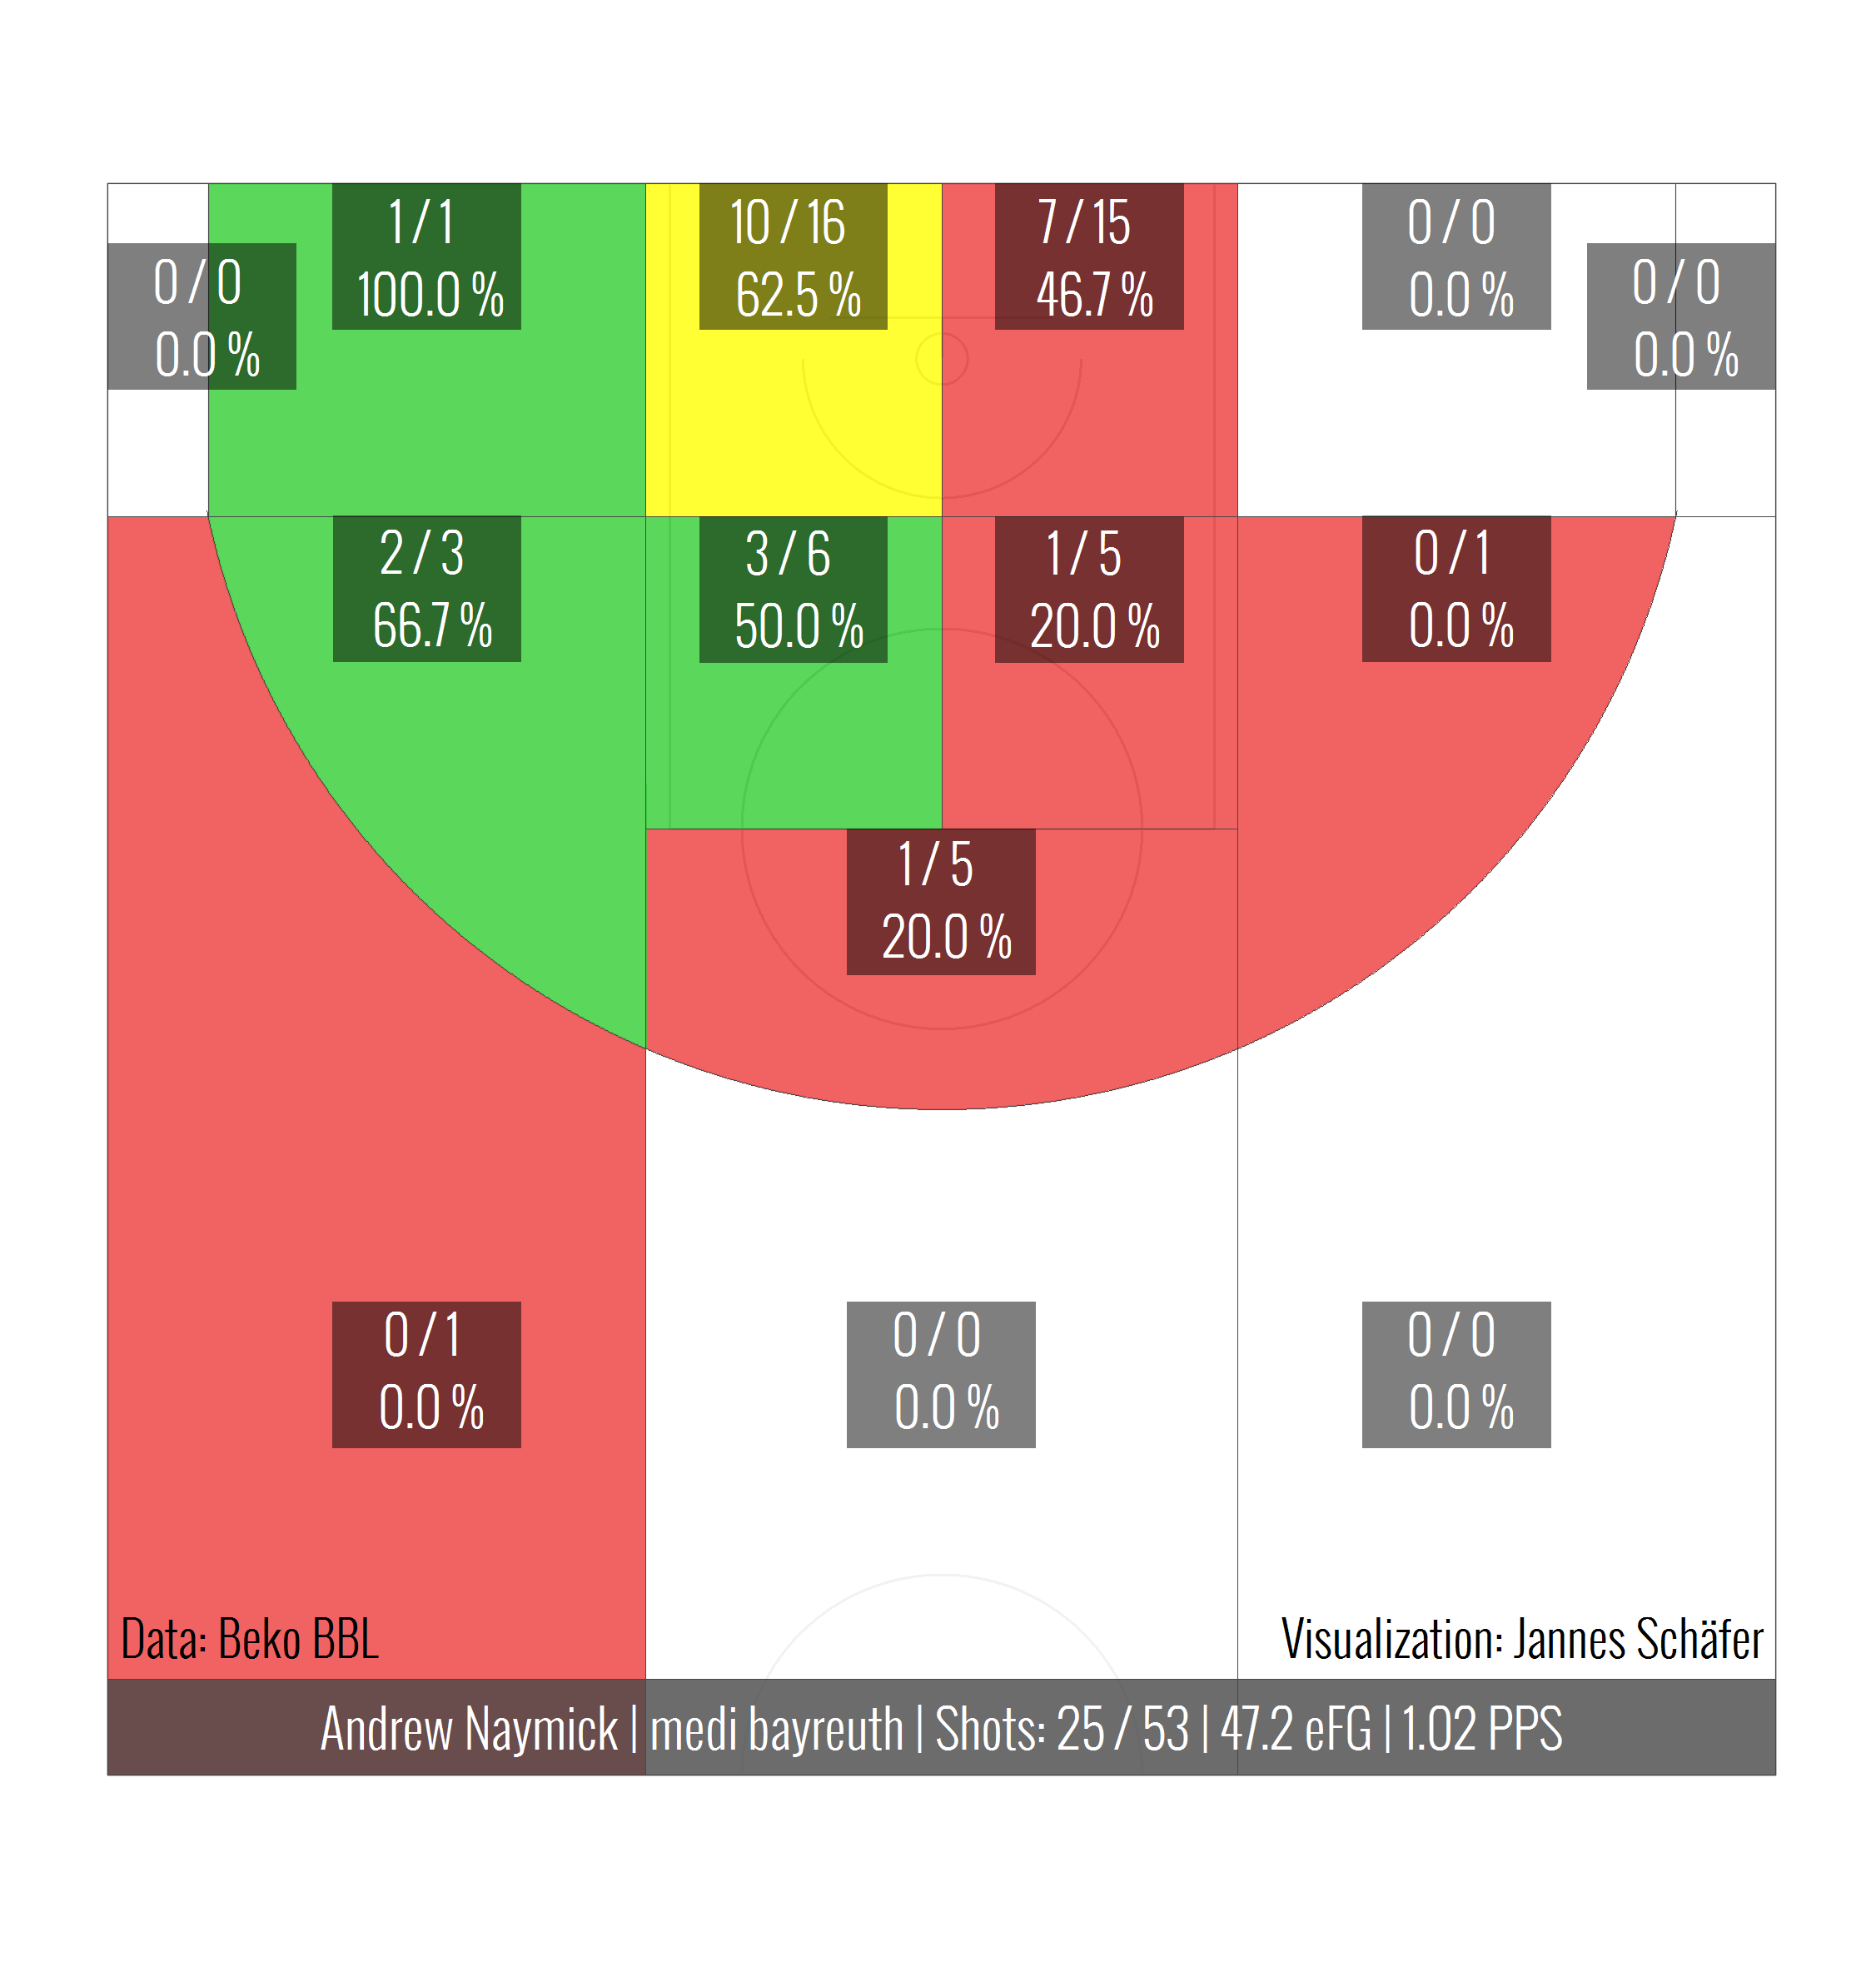 1 / 1
100.0 %
10 / 16
62.5 %
7 / 15
46.7 %
0 / 0
0.0 %
0 / 0
0.0 %
0 / 0
0.0 %
2 / 3
66.7 %
3 / 6
50.0 %
1 / 5
20.0 %
0 / 1
0.0 %
1 / 5
20.0 %
0 / 1
0.0 %
0 / 0
0.0 %
0 / 0
0.0 %
Data: Beko BBL
Visualization: Jannes Schäfer
Andrew Naymick | medi bayreuth | Shots: 25 / 53 | 47.2 eFG | 1.02 PPS